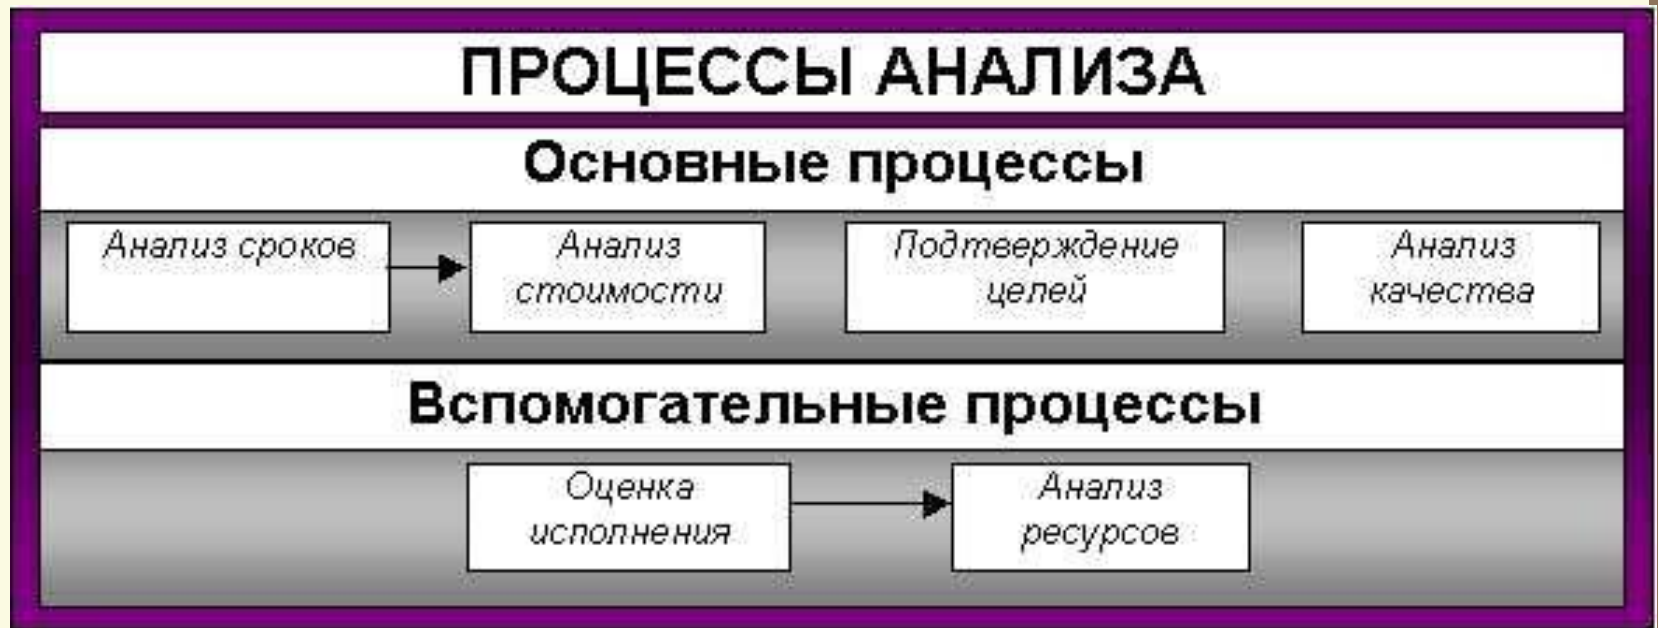 ПРОЦЕССЫ АНАЛИЗА
Основные процессы
Анализ сроков
Анализ
стоимости
Подтверждение
целей
Анализ
качества
Вспомогательные процессы
Оценка
исполнения
Анализ
ресурсов